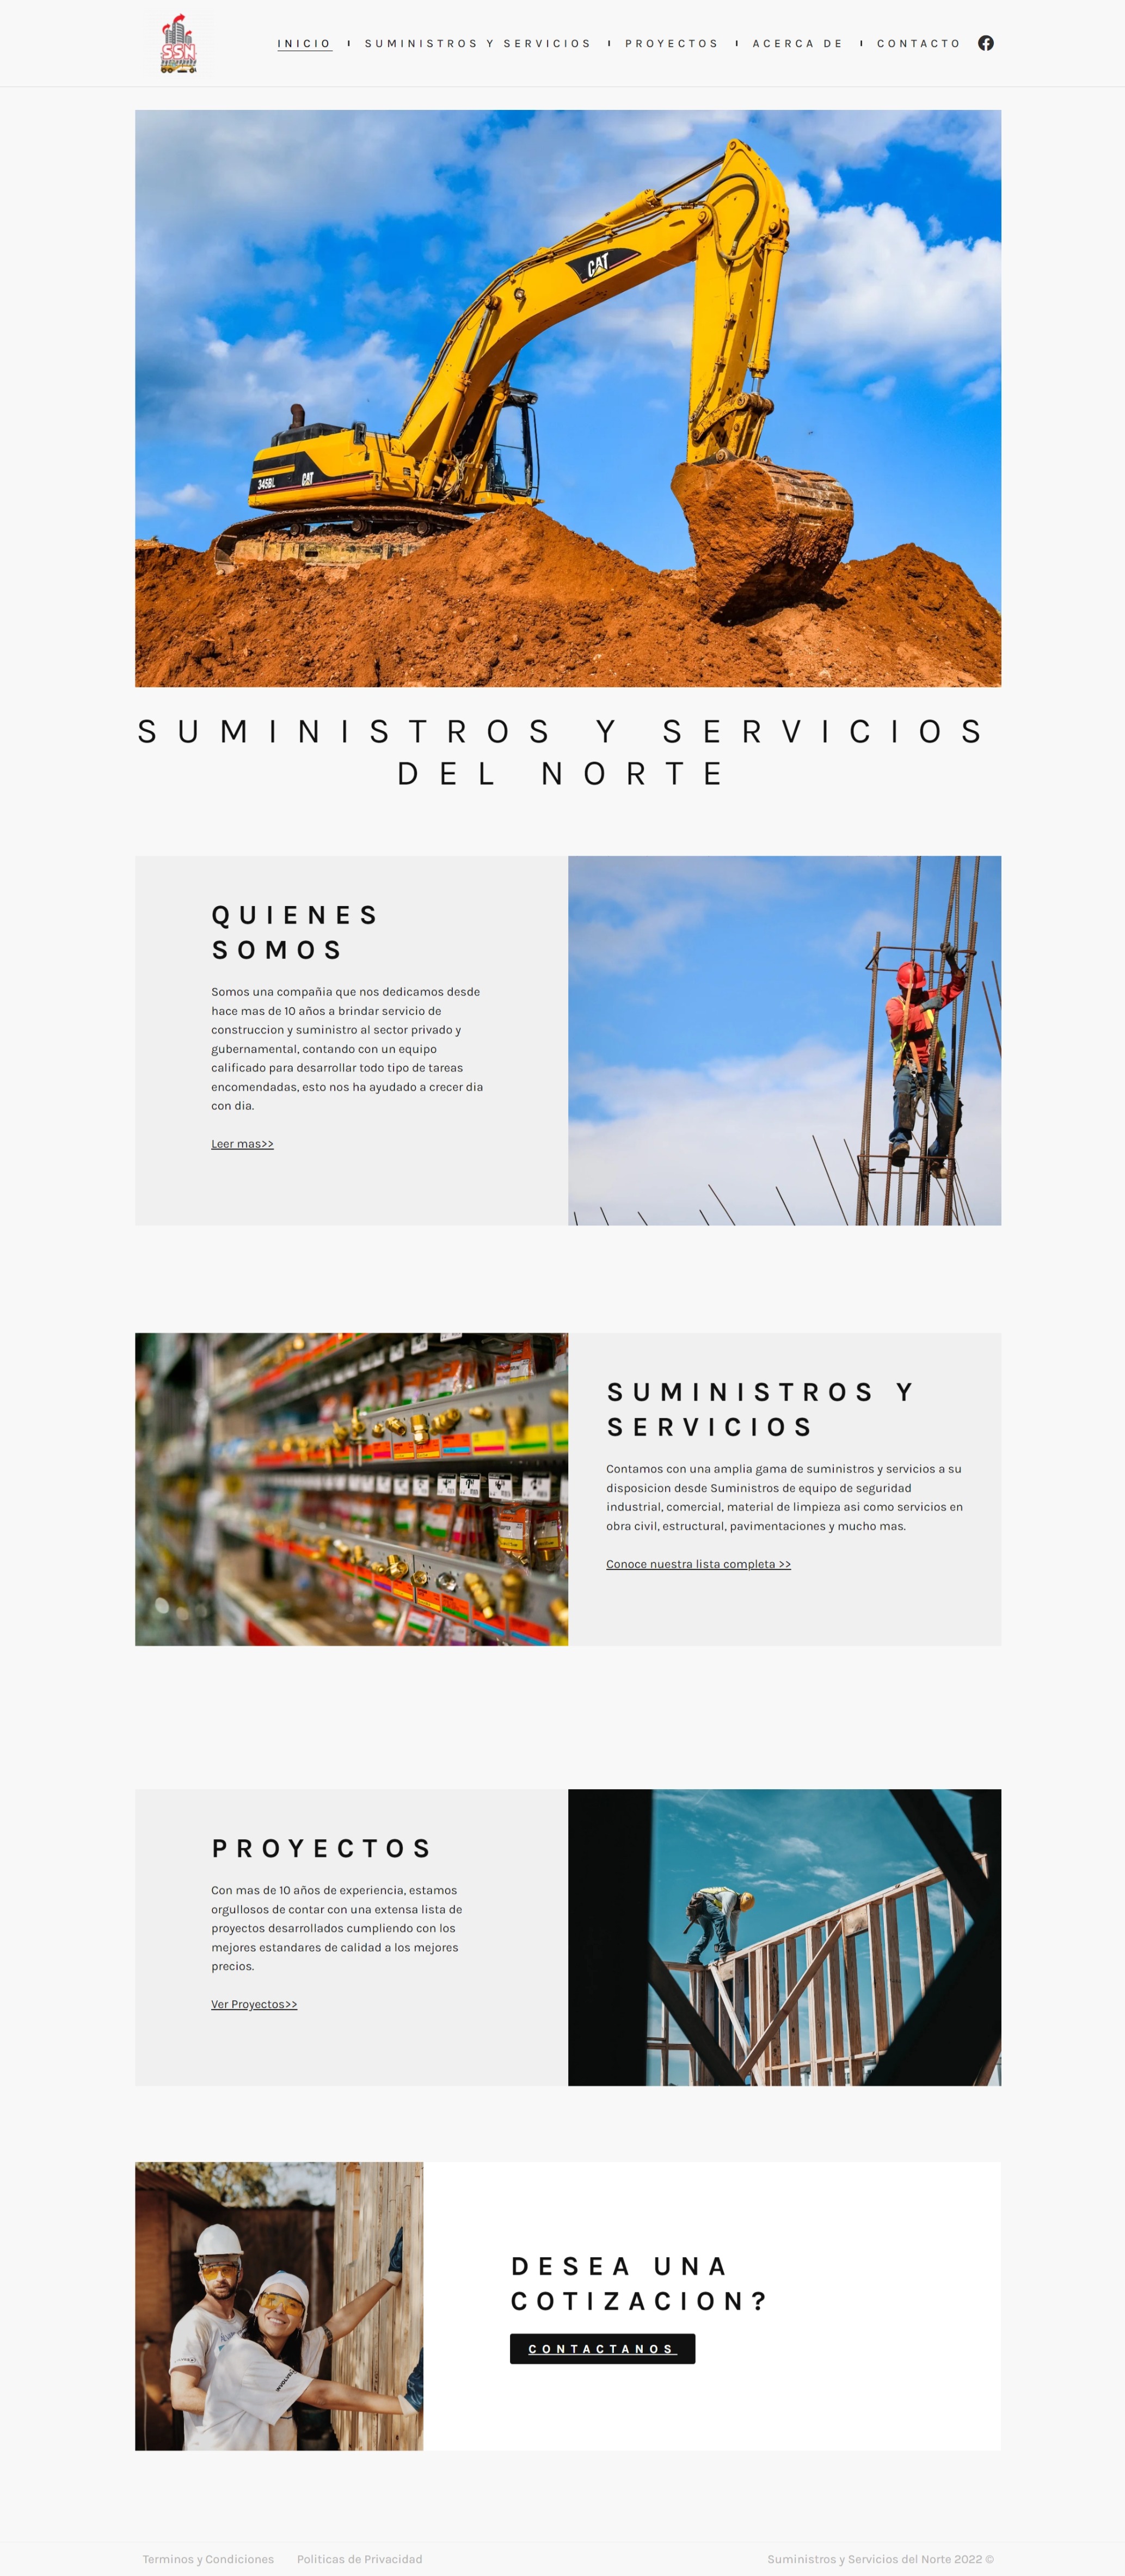 SSN
INICIO
SUMINISTROS Y SERVICIOS
PROYECTOS
ACERCA DE
CONTACTO
CAT
345BL CAT
SUMINISTROS Y SERVICIOS
DEL NORTE
QUIENES
SOMOS
Somos una compañia que nos dedicamos desde
hace mas de 10 años a brindar servicio de
construccion y suministro al sector privado y
gubernamental, contando con un equipo
calificado para desarrollar todo tipo de tareas
encomendadas, esto nos ha ayudado a crecer dia
con dia.
Leer mas>>
SUMINISTROS Y
SERVICIOS
Contamos con una amplia gama de suministros y servicios a su
disposicion desde Suministros de equipo de seguridad
industrial, comercial, material de limpieza asi como servicios en
obra civil, estructural, pavimentaciones y mucho mas.
Conoce nuestra lista completa >>
PROYECTOS
Con mas de 10 años de experiencia, estamos
orgullosos de contar con una extensa lista de
proyectos desarrollados cumpliendo con los
mejores estandares de calidad a los mejores
precios.
Ver Proyectos>>
DESEA UNA
COTIZACION?
CONTACTANOS
Terminos y Condiciones
Politicas de Privacidad
Suministros y Servicios del Norte 2022 ©